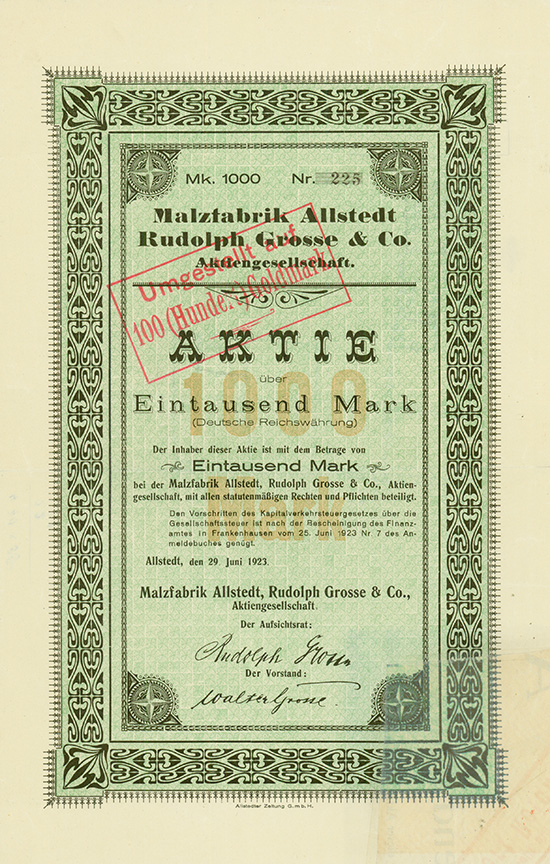 Mk. 1000 Nr. 225
Malzfabrik Allstedt
Rudolph Grosse & Co.
Aktiengesellschaft.
Umgestellt auf
100 (Hundert) Goldmark
AKTIE
über
1000
Eintausend Mark
(Deutsche Reichswährung)
Der Inhaber dieser Aktie ist mit dem Betrage von
Eintausend Mark
bei der Malzfabrik Allstedt, Rudolph Grosse & Co., Aktien-
gesellschaft, mit allen statutenmäßigen Rechten und Pflichten beteiligt.
Mark
Den Vorschriften des Kapitalverkehrsteuergesetzes über die
Gesellschaftssteuer ist nach der Bescheinigung des Finanz-
amtes in Frankenhausen vom 25. Juni 1923 Nr 7 des An-
meldebuches genügt.
Allstedt, den 29. Juni 1923.
Malzfabrik Allstedt, Rudolph Grosse & Co.,
Aktiengesellschaft.
Der Aufsichtsrat:
Rudolph Grosse
Der Vorstand:
Walter Grosse.
Allstedter Zeitung G.m.b.H.